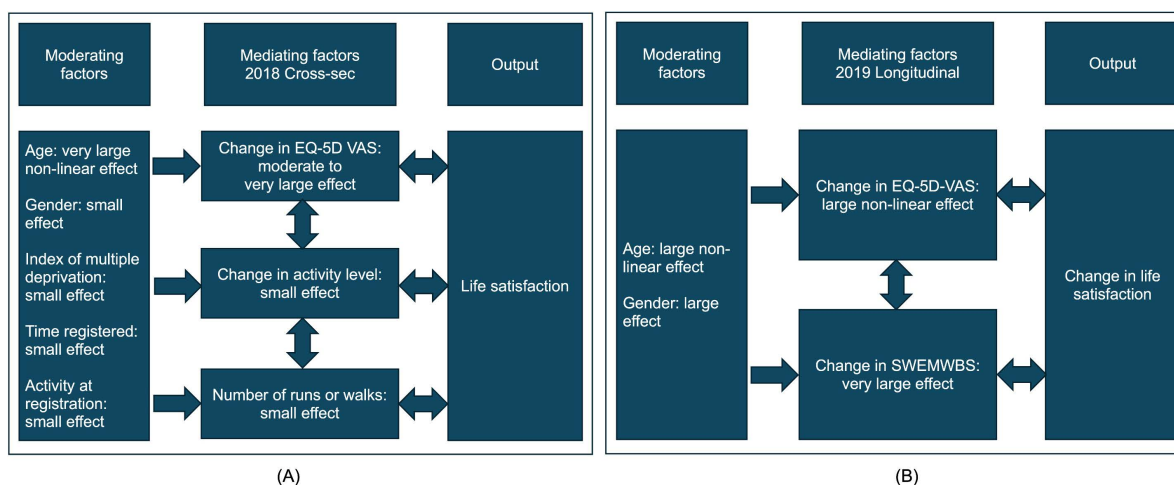 Moderating
factors
Mediating factors
2018 Cross-sec
Output
Age: very large
non-linear effect
Gender: small
effect
Index of multiple
deprivation:
small effect
Time registered:
small effect
Activity at
registration:
small effect
Change in EQ-5D VAS:
moderate to
very large effect
Change in activity level:
small effect
Number of runs or walks:
small effect
Life satisfaction
(A)
Moderating
factors
Mediating factors
2019 Longitudinal
Output
Age: large non-
linear effect
Gender: large
effect
Change in EQ-5D-VAS:
large non-linear effect
Change in SWEMWBS:
very large effect
Change in life
satisfaction
(B)